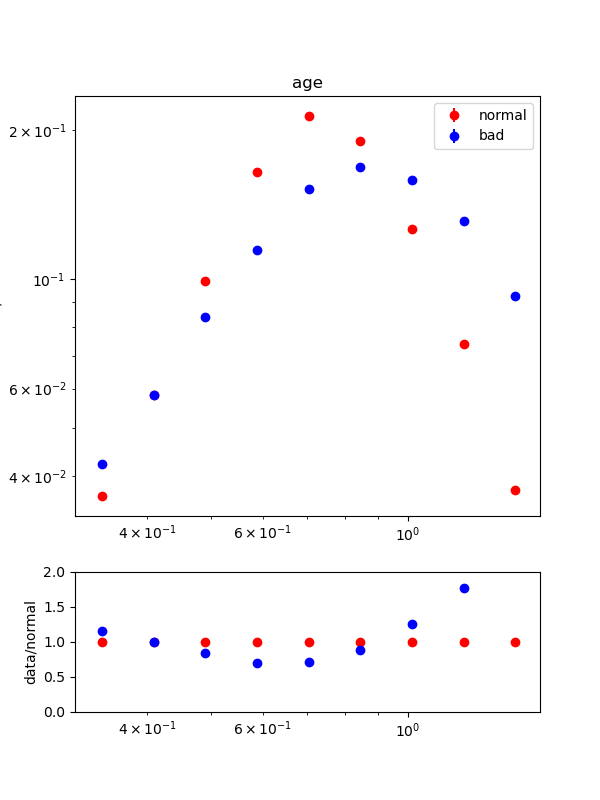 age
normal
bad
2 × 10⁻¹
10⁻¹
6 × 10⁻²
4 × 10⁻²
4 × 10⁻¹
6 × 10⁻¹
10⁰
data/normal
2.0
1.5
1.0
0.5
0.0
4 × 10⁻¹
6 × 10⁻¹
10⁰